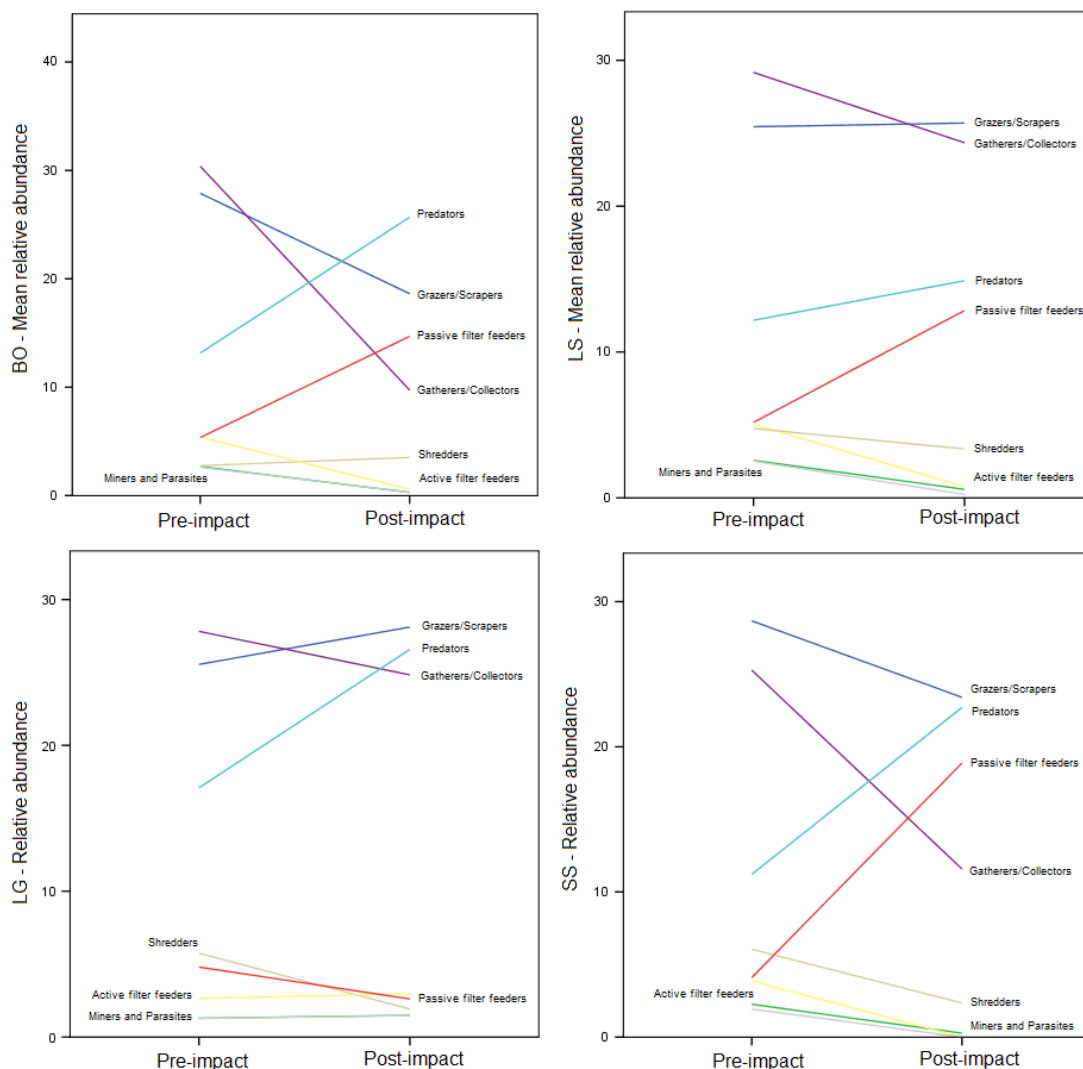 BO - Mean relative abundance
40
30
20
10
0
Predators
Grazers/Scrapers
Passive filter feeders
Gatherers/Collectors
Shredders
Miners and Parasites
Active filter feeders
Pre-impact
Post-impact
LS - Mean relative abundance
30
20
10
0
Grazers/Scrapers
Gatherers/Collectors
Predators
Passive filter feeders
Shredders
Miners and Parasites
Active filter feeders
Pre-impact
Post-impact
LG - Relative abundance
30
20
10
0
Grazers/Scrapers
Predators
Gatherers/Collectors
Shredders
Active filter feeders
Passive filter feeders
Miners and Parasites
Pre-impact
Post-impact
SS - Relative abundance
30
20
10
0
Grazers/Scrapers
Predators
Passive filter feeders
Gatherers/Collectors
Active filter feeders
Shredders
Miners and Parasites
Pre-impact
Post-impact